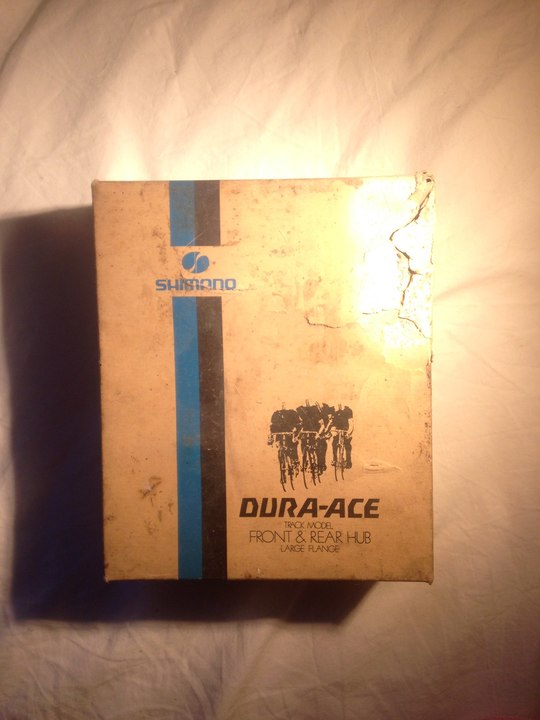 SHIMANO
DURA-ACE
TRACK MODEL
FRONT & REAR HUB
LARGE FLANGE